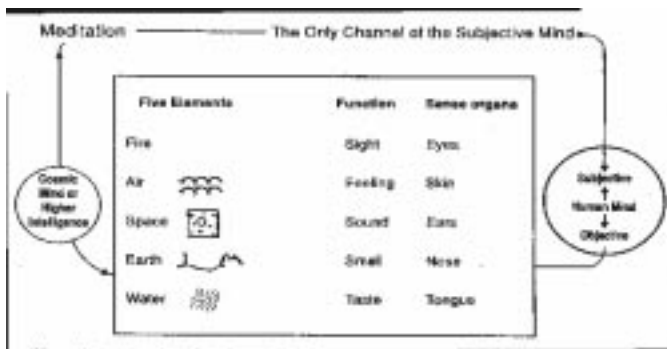 Meditation The Only Channel of the Subjective Mind
Five Elements Function Sense organs
Fire Sight Eyes
Air Feeling Skin
Space Sound Ears
Earth Smell Nose
Water Taste Tongue
Cosmic
Mind or
Higher
Intelligence
Subjective
Human Mind
Objective